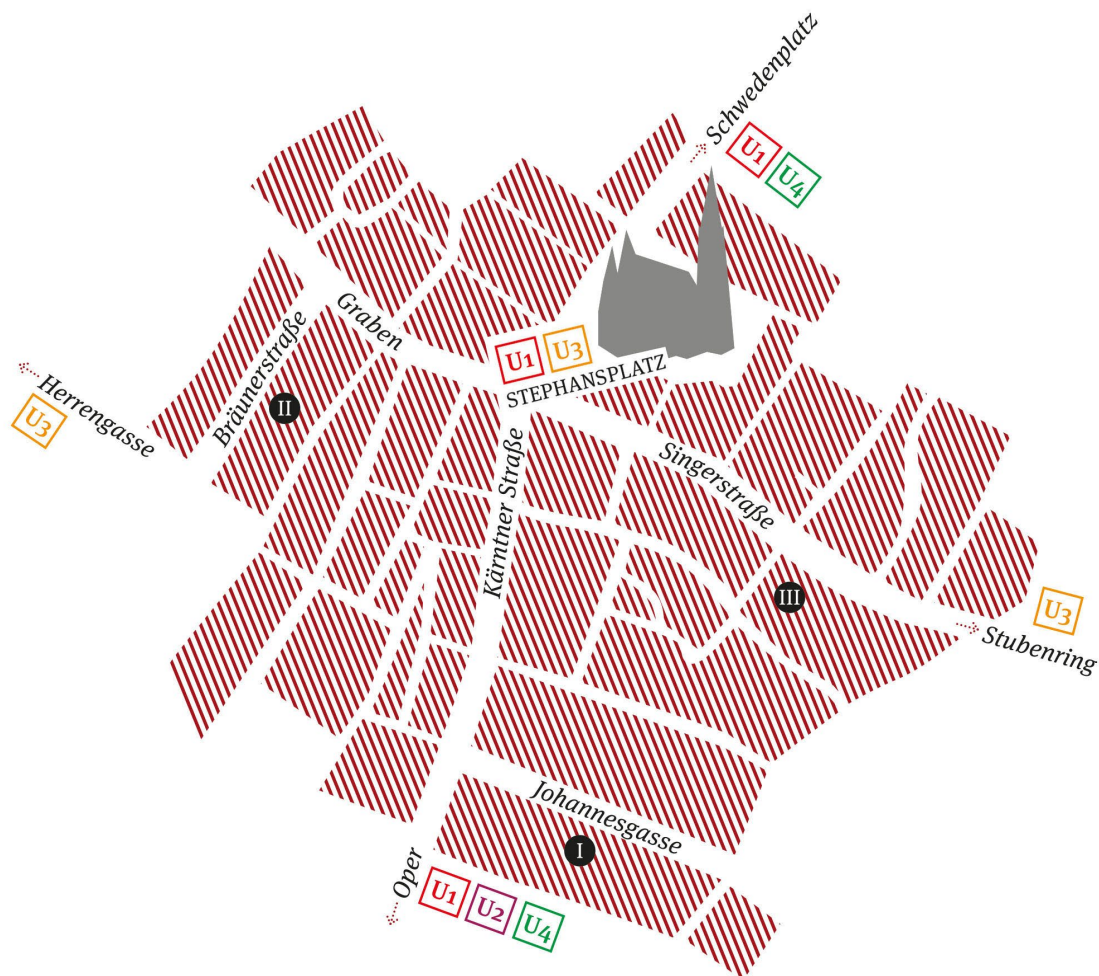 Schwedenplatz
U1
U4
Graben
Bräunerstraße
Herrengasse
U3
II
U1
U3
STEPHANSPLATZ
Kärntner Straße
Singerstraße
III
U3
Stubenring
Johannesgasse
I
Oper
U1
U2
U4